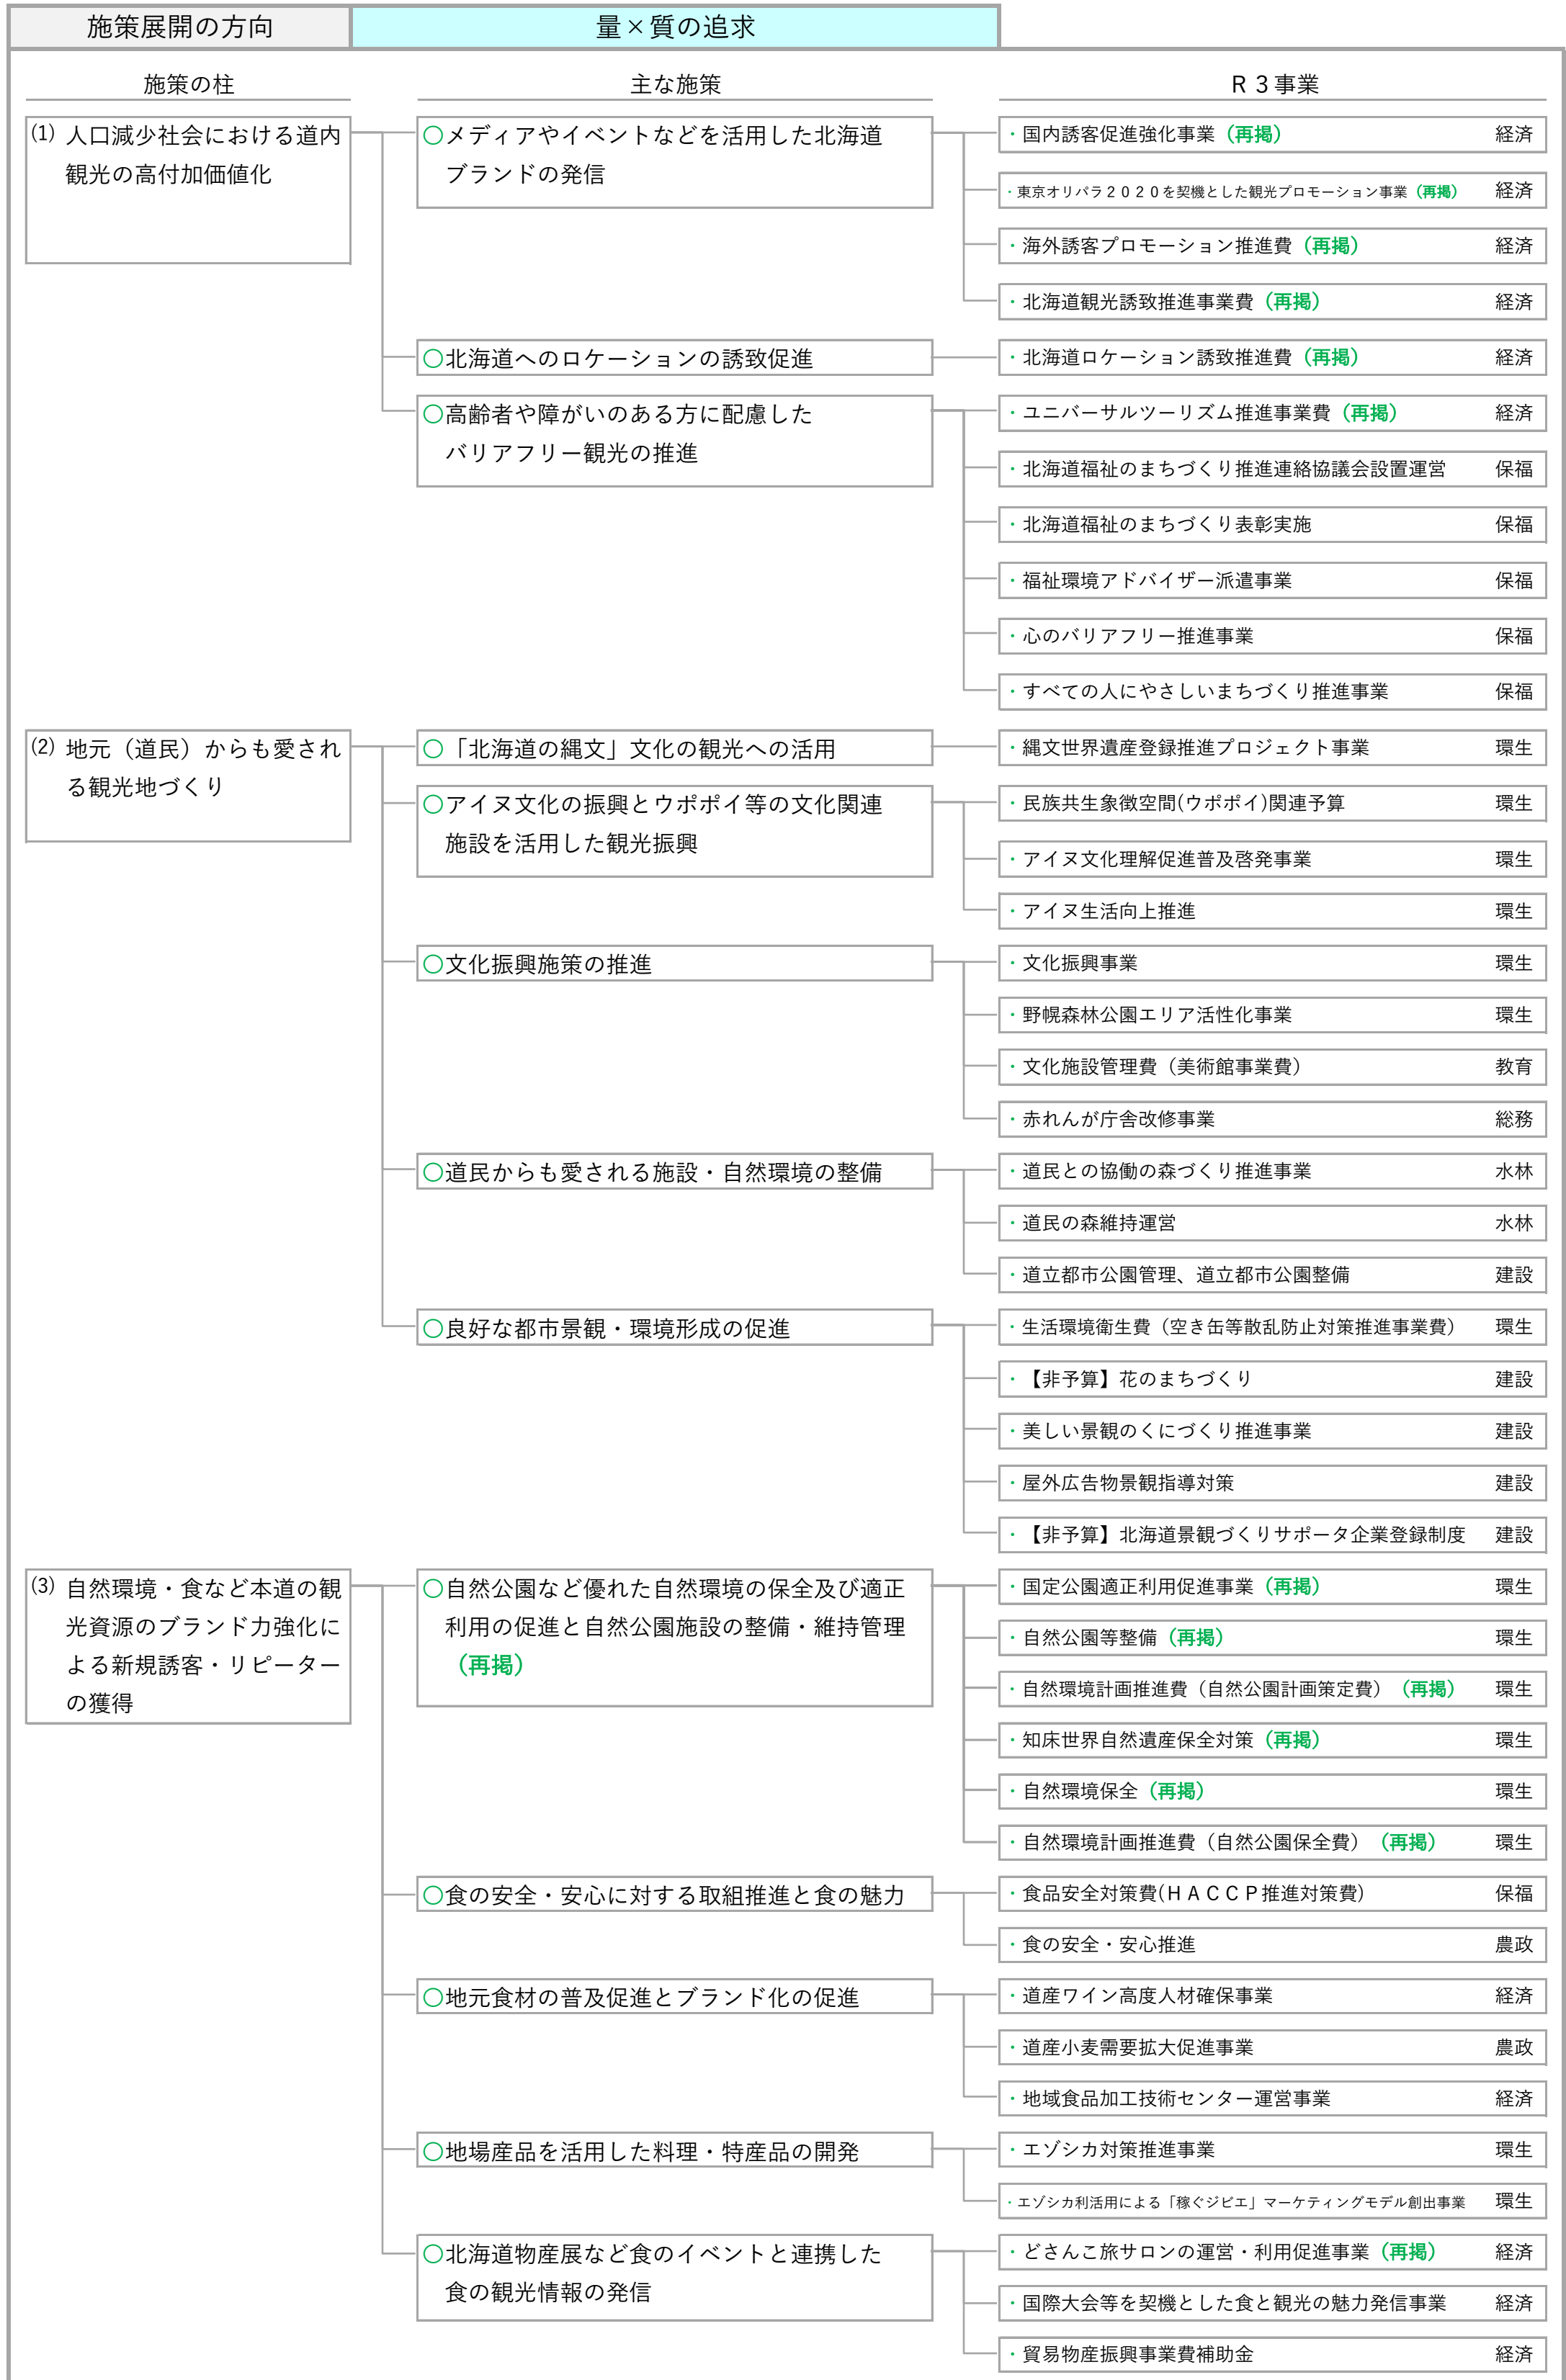 施策展開の方向
量×質の追求
施策の柱
主な施策
R３事業
(1) 人口減少社会における道内
観光の高付加価値化
○メディアやイベントなどを活用した北海道
ブランドの発信
・国内誘客促進強化事業（再掲） 経済
・東京オリパラ２０２０を契機とした観光プロモーション事業（再掲） 経済
・海外誘客プロモーション推進費（再掲） 経済
・北海道観光誘致推進事業費（再掲） 経済
○北海道へのロケーションの誘致促進
・北海道ロケーション誘致推進費（再掲） 経済
○高齢者や障がいのある方に配慮した
バリアフリー観光の推進
・ユニバーサルツーリズム推進事業費（再掲） 経済
・北海道福祉のまちづくり推進連絡協議会設置運営 保福
・北海道福祉のまちづくり表彰実施 保福
・福祉環境アドバイザー派遣事業 保福
・心のバリアフリー推進事業 保福
・すべての人にやさしいまちづくり推進事業 保福
(2) 地元（道民）からも愛され
る観光地づくり
○「北海道の縄文」文化の観光への活用
・縄文世界遺産登録推進プロジェクト事業 環生
○アイヌ文化の振興とウポポイ等の文化関連
施設を活用した観光振興
・民族共生象徴空間(ウポポイ)関連予算 環生
・アイヌ文化理解促進普及啓発事業 環生
・アイヌ生活向上推進 環生
○文化振興施策の推進
・文化振興事業 環生
・野幌森林公園エリア活性化事業 環生
・文化施設管理費（美術館事業費） 教育
・赤れんが庁舎改修事業 総務
○道民からも愛される施設・自然環境の整備
・道民との協働の森づくり推進事業 水林
・道民の森維持運営 水林
・道立都市公園管理、道立都市公園整備 建設
○良好な都市景観・環境形成の促進
・生活環境衛生費（空き缶等散乱防止対策推進事業費） 環生
・【非予算】花のまちづくり 建設
・美しい景観のくにづくり推進事業 建設
・屋外広告物景観指導対策 建設
・【非予算】北海道景観づくりサポータ企業登録制度 建設
(3) 自然環境・食など本道の観
光資源のブランド力強化に
よる新規誘客・リピーター
の獲得
○自然公園など優れた自然環境の保全及び適正
利用の促進と自然公園施設の整備・維持管理
（再掲）
・国定公園適正利用促進事業（再掲） 環生
・自然公園等整備（再掲） 環生
・自然環境計画推進費（自然公園計画策定費）（再掲） 環生
・知床世界自然遺産保全対策（再掲） 環生
・自然環境保全（再掲） 環生
・自然環境計画推進費（自然公園保全費）（再掲） 環生
○食の安全・安心に対する取組推進と食の魅力
・食品安全対策費(ＨＡＣＣＰ推進対策費) 保福
・食の安全・安心推進 農政
○地元食材の普及促進とブランド化の促進
・道産ワイン高度人材確保事業 経済
・道産小麦需要拡大促進事業 農政
・地域食品加工技術センター運営事業 経済
○地場産品を活用した料理・特産品の開発
・エゾシカ対策推進事業 環生
・エゾシカ利活用による「稼ぐジビエ」マーケティングモデル創出事業 環生
○北海道物産展など食のイベントと連携した
食の観光情報の発信
・どさんこ旅サロンの運営・利用促進事業（再掲） 経済
・国際大会等を契機とした食と観光の魅力発信事業 経済
・貿易物産振興事業費補助金 経済